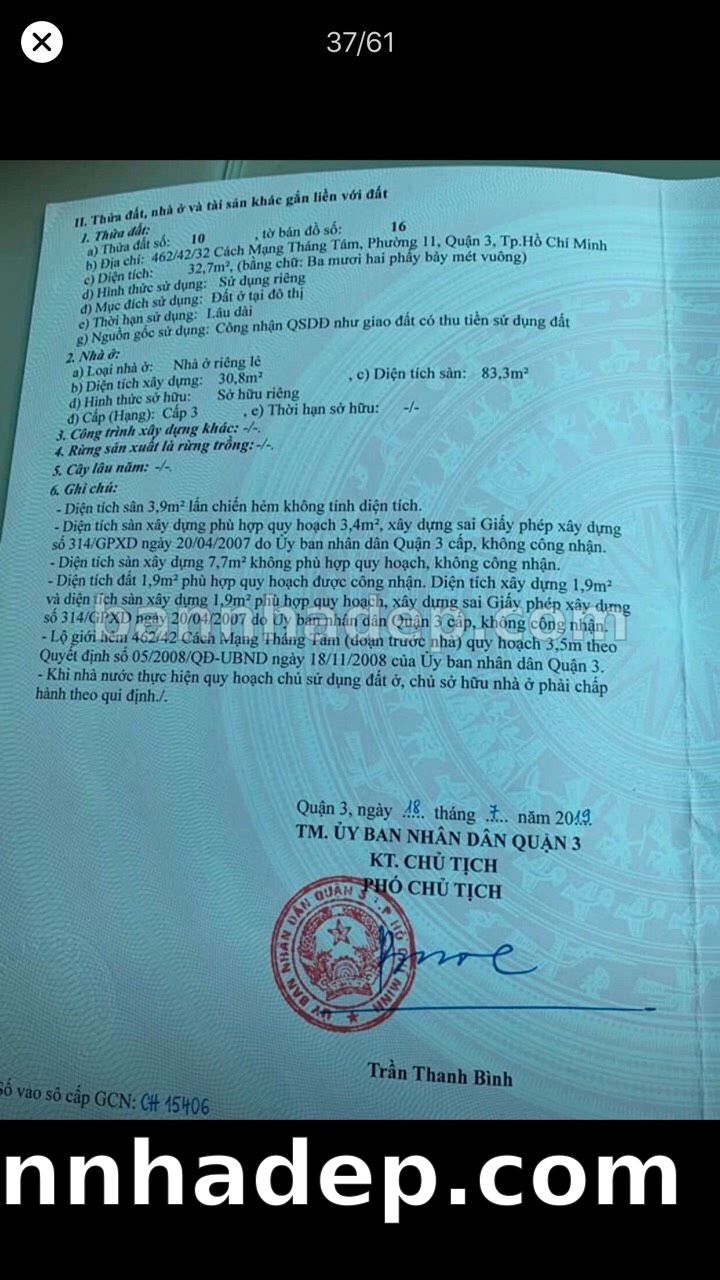 37/61
II. Thửa đất, nhà ở và tài sản khác gắn liền với đất
1. Thửa đất:
a) Thửa đất số: 10 , tờ bản đồ số: 16
b) Địa chỉ: 462/42/32 Cách Mạng Tháng Tám, Phường 11, Quận 3, Tp.Hồ Chí Minh
c) Diện tích: 32,7m², (bằng chữ: Ba mươi hai phẩy bảy mét vuông)
d) Hình thức sử dụng: Sử dụng riêng
đ) Mục đích sử dụng: Đất ở tại đô thị
e) Thời hạn sử dụng: Lâu dài
g) Nguồn gốc sử dụng: Công nhận QSDĐ như giao đất có thu tiền sử dụng đất
2. Nhà ở:
a) Loại nhà ở: Nhà ở riêng lẻ
b) Diện tích xây dựng: 30,8m² , c) Diện tích sàn: 83,3m²
d) Hình thức sở hữu: Sở hữu riêng
đ) Cấp (Hạng): Cấp 3 , e) Thời hạn sở hữu: -/-
3. Công trình xây dựng khác: -/-.
4. Rừng sản xuất là rừng trồng: -/-.
5. Cây lâu năm: -/-.
6. Ghi chú:
- Diện tích sân 3,9m² lấn chiến hẻm không tính diện tích.
- Diện tích sàn xây dựng phù hợp quy hoạch 3,4m², xây dựng sai Giấy phép xây dựng
số 314/GPXD ngày 20/04/2007 do Ủy ban nhân dân Quận 3 cấp, không công nhận.
- Diện tích sàn xây dựng 7,7m² không phù hợp quy hoạch, không công nhận.
- Diện tích đất 1,9m² phù hợp quy hoạch được công nhận. Diện tích xây dựng 1,9m²
và diện tích sàn xây dựng 1,9m² phù hợp quy hoạch, xây dựng sai Giấy phép xây dựng
số 314/GPXD ngày 20/04/2007 do Ủy ban nhân dân Quận 3 cấp, không công nhận.
bannhadep.com
- Lộ giới hẻm 462/42 Cách Mạng Tháng Tám (đoạn trước nhà) quy hoạch 3,5m theo
Quyết định số 05/2008/QĐ-UBND ngày 18/11/2008 của Ủy ban nhân dân Quận 3.
- Khi nhà nước thực hiện quy hoạch chủ sử dụng đất ở, chủ sở hữu nhà ở phải chấp
hành theo qui định./.
Quận 3, ngày 18 tháng 7 năm 2019
TM. ỦY BAN NHÂN DÂN QUẬN 3
KT. CHỦ TỊCH
PHÓ CHỦ TỊCH
ỦY BAN NHÂN DÂN QUẬN 3 T.P HỒ CHÍ MINH
Trần Thanh Bình
Số vào sổ cấp GCN: CH 15406
nnhadep.com